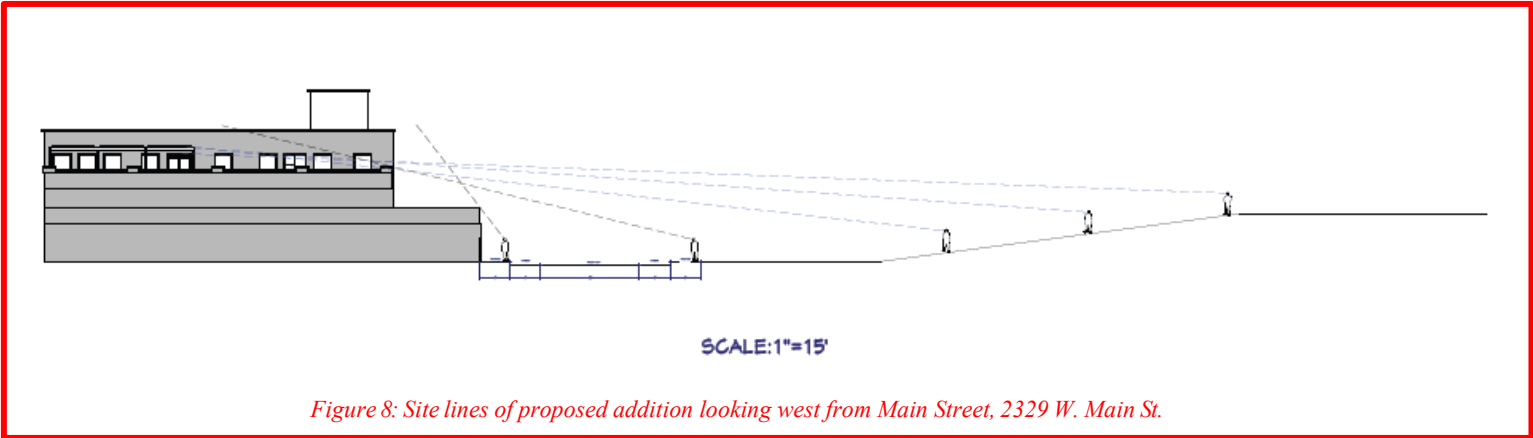 SCALE:1"=15'
Figure 8: Site lines of proposed addition looking west from Main Street, 2329 W. Main St.